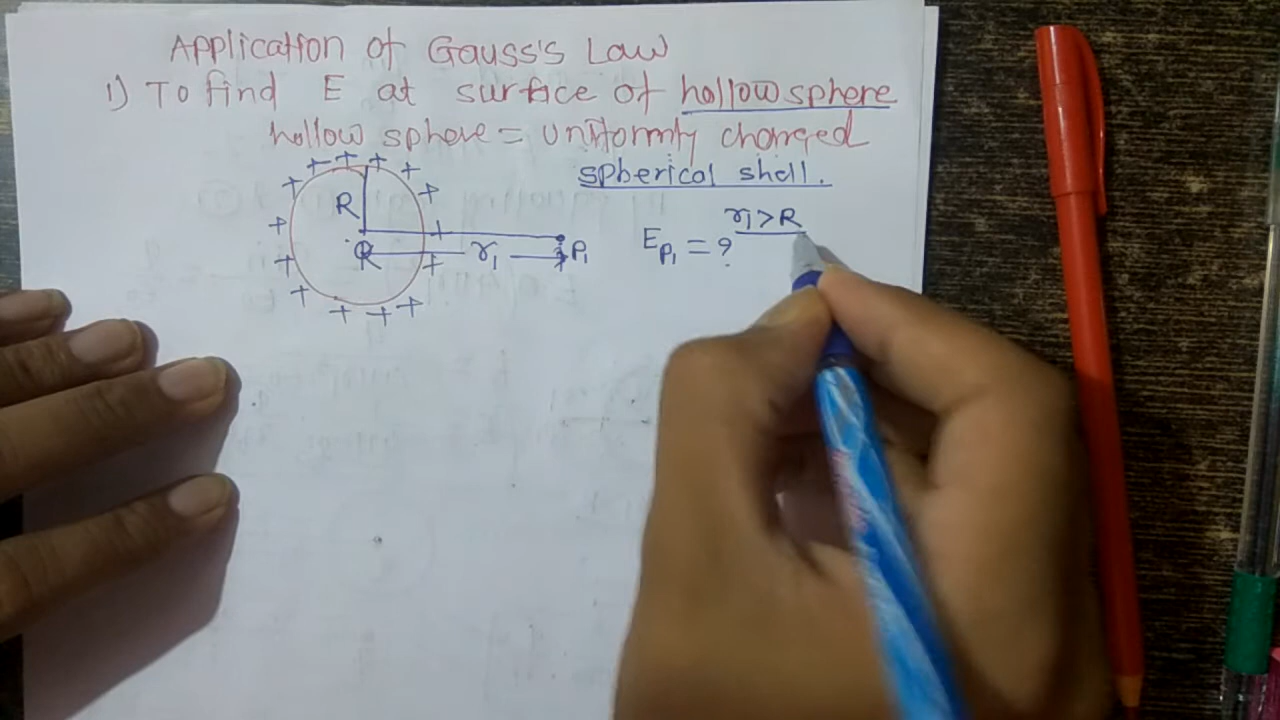 Application of Gauss's Law
1) To find E at surface of hollow sphere
hollow sphere = uniformly charged
spherical shell.
R
r1 > R
R r1 P1
E P1 = ?